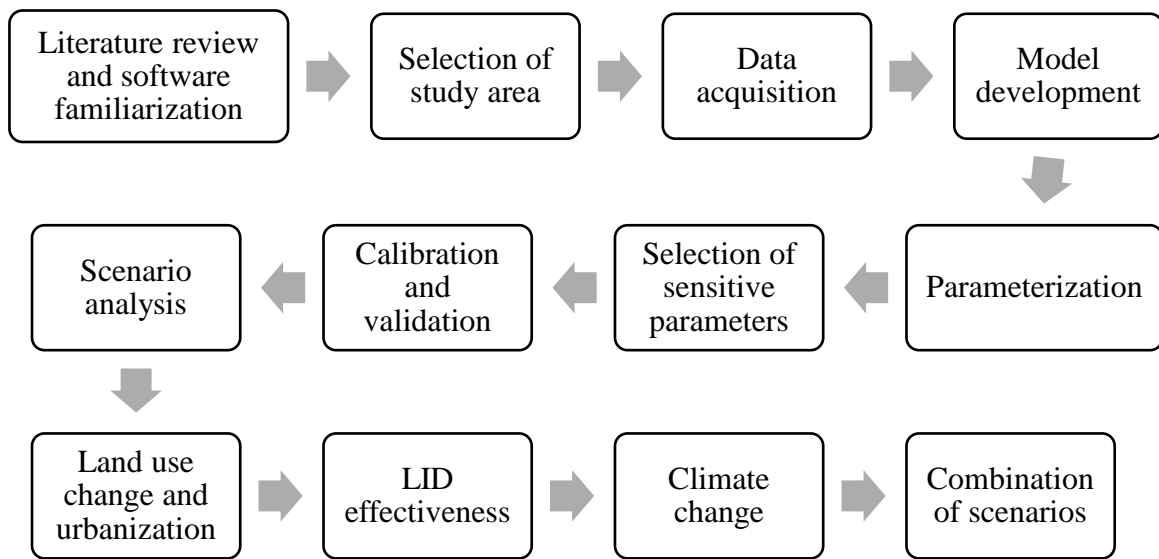 Literature review
and software
familiarization
Selection of
study area
Data
acquisition
Model
development
Parameterization
Selection of
sensitive
parameters
Calibration
and
validation
Scenario
analysis
Land use
change and
urbanization
LID
effectiveness
Climate
change
Combination
of scenarios